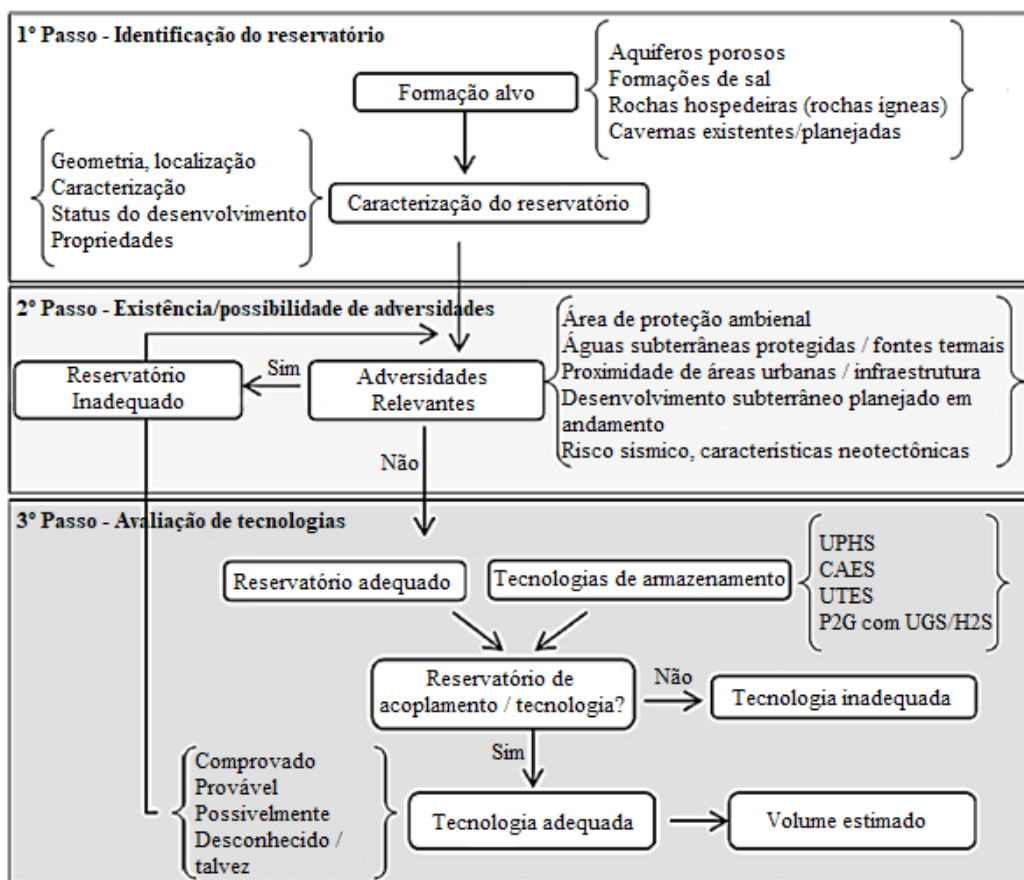 1º Passo - Identificação do reservatório
Formação alvo
Aquíferos porosos
Formações de sal
Rochas hospedeiras (rochas ígneas)
Cavernas existentes/planejadas
Geometria, localização
Caracterização
Status do desenvolvimento
Propriedades
Caracterização do reservatório
2º Passo - Existência/possibilidade de adversidades
Reservatório
Inadequado
Sim
Adversidades
Relevantes
Área de proteção ambienal
Águas subterrâneas protegidas / fontes termais
Proximidade de áreas urbanas / infraestrutura
Desenvolvimento subterrâneo planejado em
andamento
Risco sísmico, características neotectônicas
Não
3º Passo - Avaliação de tecnologias
Reservatório adequado
Tecnologias de armazenamento
UPHS
CAES
UTES
P2G com UGS/H2S
Reservatório de
acoplamento / tecnologia?
Não
Tecnologia inadequada
Sim
Comprovado
Provável
Possivelmente
Desconhecido /
talvez
Tecnologia adequada
Volume estimado